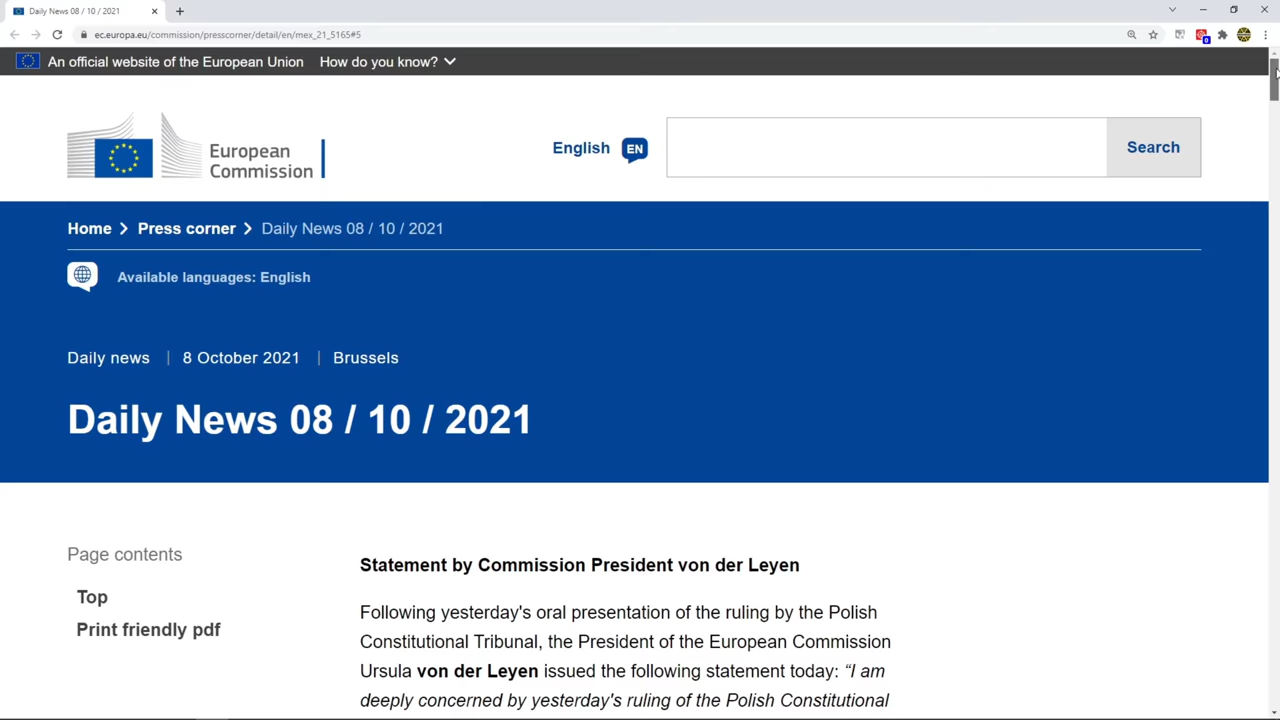 Daily News 08 / 10 / 2021
ec.europa.eu/commission/presscorner/detail/en/mex_21_5165#5
0
An official website of the European Union How do you know?
European
Commission
English EN
Search
Home Press corner Daily News 08 / 10 / 2021
Available languages: English
Daily news | 8 October 2021 | Brussels
Daily News 08 / 10 / 2021
Page contents
Top
Print friendly pdf
Statement by Commission President von der Leyen
Following yesterday's oral presentation of the ruling by the Polish
Constitutional Tribunal, the President of the European Commission
Ursula von der Leyen issued the following statement today: “I am
deeply concerned by yesterday's ruling of the Polish Constitutional